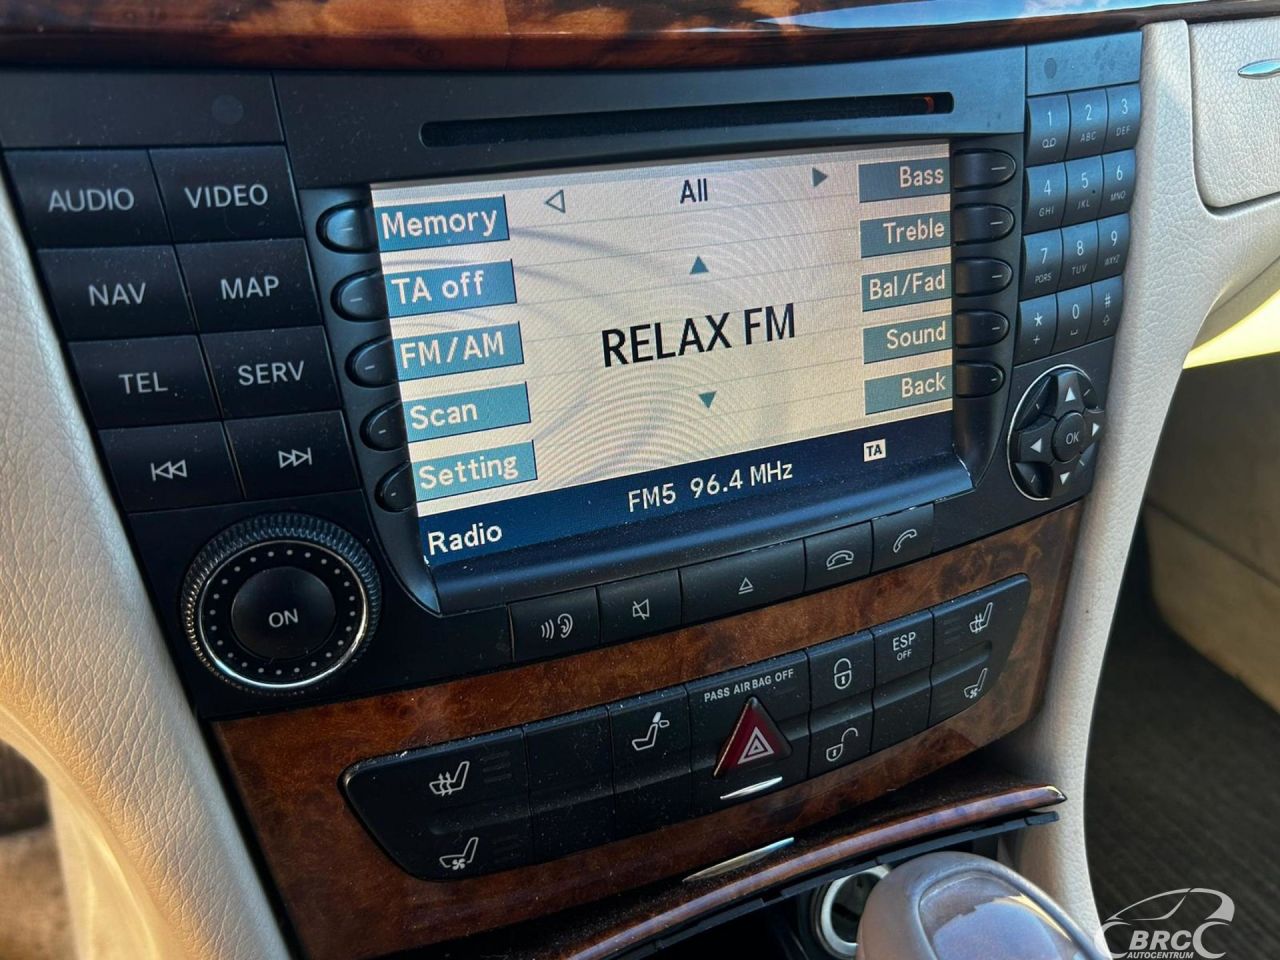 AUDIO
VIDEO
NAV
MAP
TEL
SERV
ON
Memory
TA off
FM/AM
Scan
Setting
All
RELAX FM
Bass
Treble
Bal/Fad
Sound
Back
TA
FM5 96.4 MHz
Radio
1 2 ABC 3 DEF
4 GHI 5 JKL 6 MNO
7 PQRS 8 TUV 9 WXYZ
* + 0 #
OK
PASS AIR BAG OFF
ESP
OFF
BRC
AUTOCENTRUM